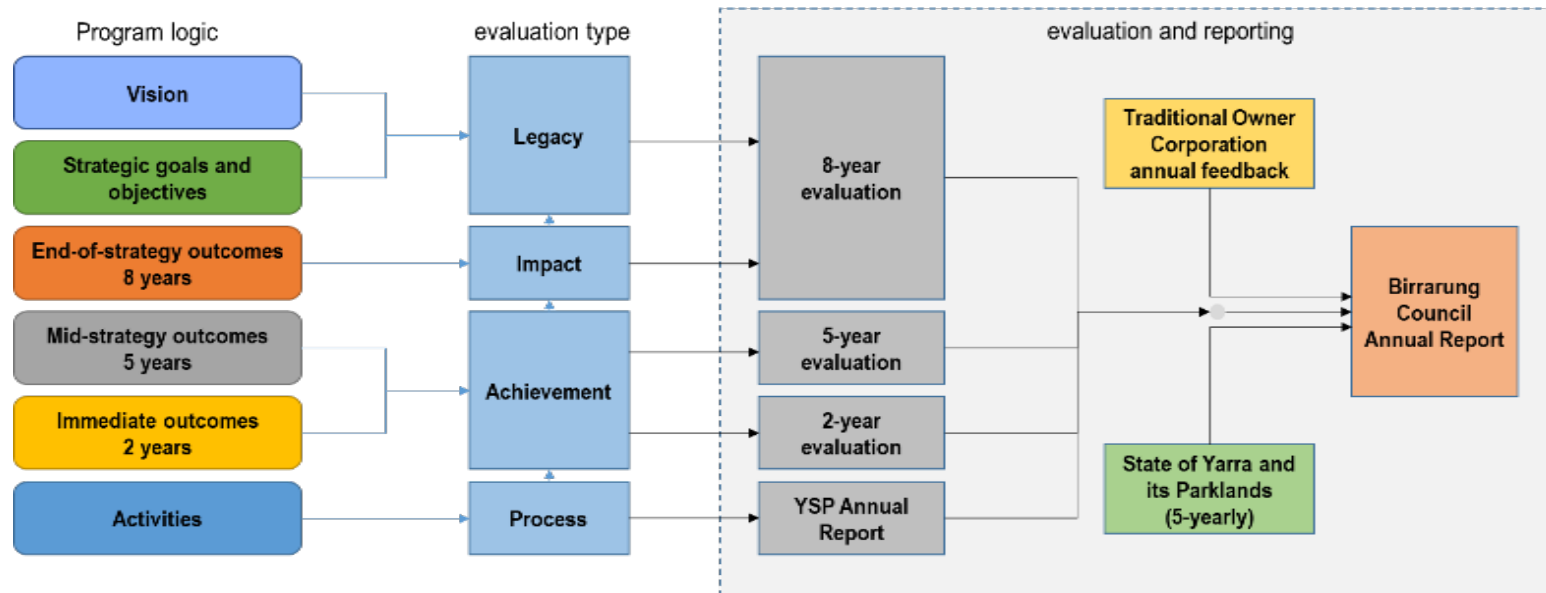 Program logic
evaluation type
evaluation and reporting
Vision
Strategic goals and
objectives
End-of-strategy outcomes
8 years
Mid-strategy outcomes
5 years
Immediate outcomes
2 years
Activities
Legacy
Impact
Achievement
Process
8-year
evaluation
5-year
evaluation
2-year
evaluation
YSP Annual
Report
Traditional Owner
Corporation
annual feedback
State of Yarra and
its Parklands
(5-yearly)
Birrarung
Council
Annual Report